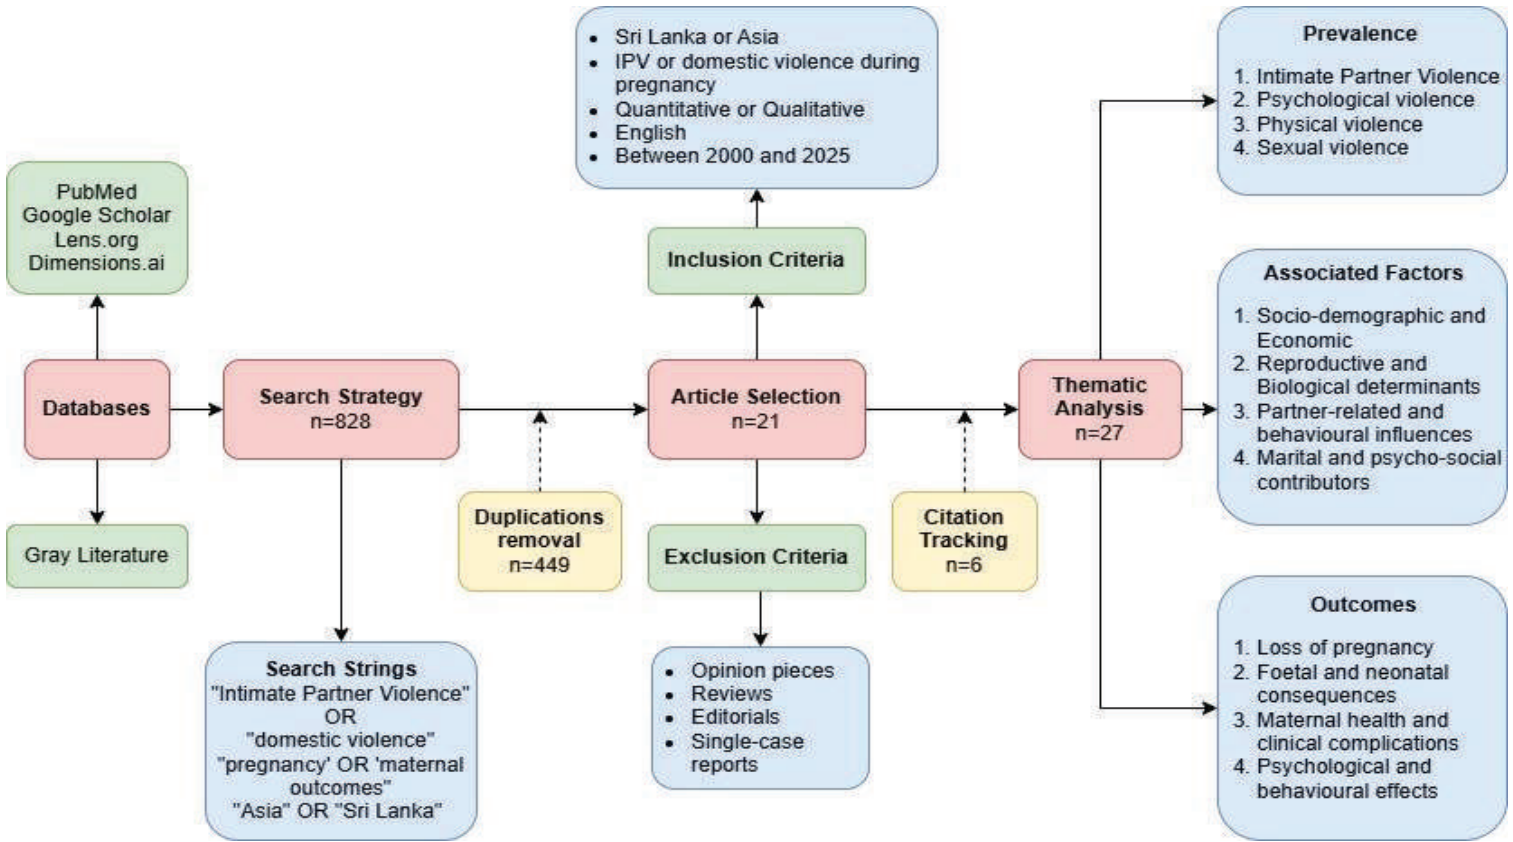 PubMed
Google Scholar
Lens.org
Dimensions.ai
Databases
Gray Literature
Search Strategy
n=828
Search Strings
"Intimate Partner Violence"
OR
"domestic violence"
"pregnancy' OR 'maternal
outcomes"
"Asia" OR "Sri Lanka"
Duplications
removal
n=449
• Sri Lanka or Asia
• IPV or domestic violence during
pregnancy
• Quantitative or Qualitative
• English
• Between 2000 and 2025
Inclusion Criteria
Article Selection
n=21
Exclusion Criteria
• Opinion pieces
• Reviews
• Editorials
• Single-case
reports
Citation
Tracking
n=6
Thematic
Analysis
n=27
Prevalence
1. Intimate Partner Violence
2. Psychological violence
3. Physical violence
4. Sexual violence
Associated Factors
1. Socio-demographic and
Economic
2. Reproductive and
Biological determinants
3. Partner-related and
behavioural influences
4. Marital and psycho-social
contributors
Outcomes
1. Loss of pregnancy
2. Foetal and neonatal
consequences
3. Maternal health and
clinical complications
4. Psychological and
behavioural effects